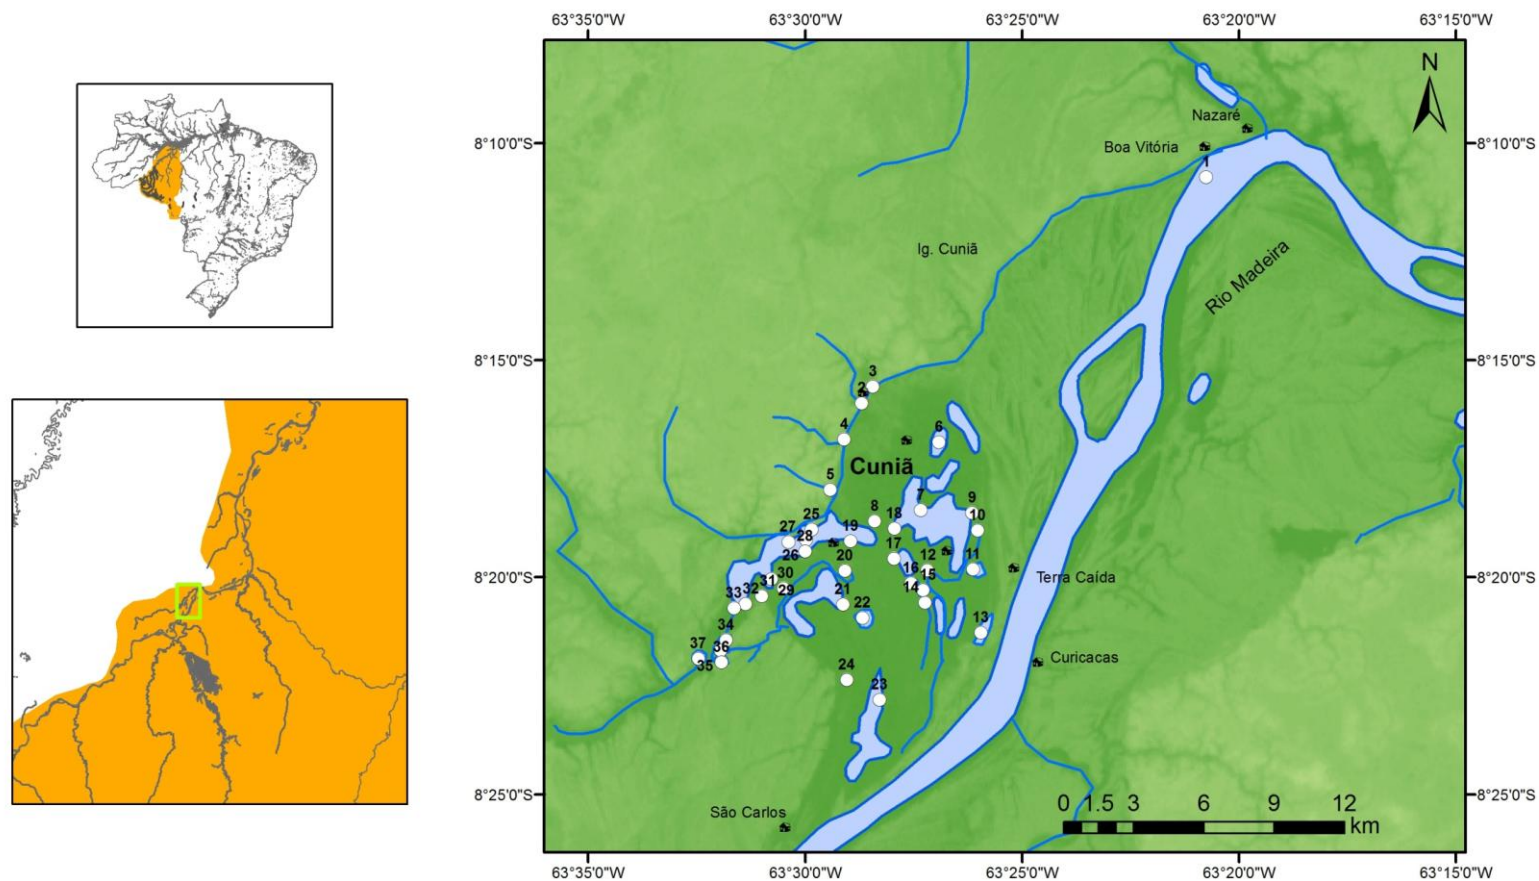 63°35'0"W 63°30'0"W 63°25'0"W 63°20'0"W 63°15'0"W
N
Nazaré
8°10'0"S 8°10'0"S
Boa Vitória
1
Ig. Cuniã
Rio Madeira
8°15'0"S 8°15'0"S
3
2
4
6
Cuniã
5
7
9
8
18
10
25
27
19
28
26
17
12
11
20
16
15
8°20'0"S 8°20'0"S
Terra Caída
30
31
29
14
21
33
32
22
13
34
37
36
35
Curicacas
24
23
8°25'0"S 8°25'0"S
São Carlos
0 1.5 3 6 9 12
km
63°35'0"W 63°30'0"W 63°25'0"W 63°20'0"W 63°15'0"W